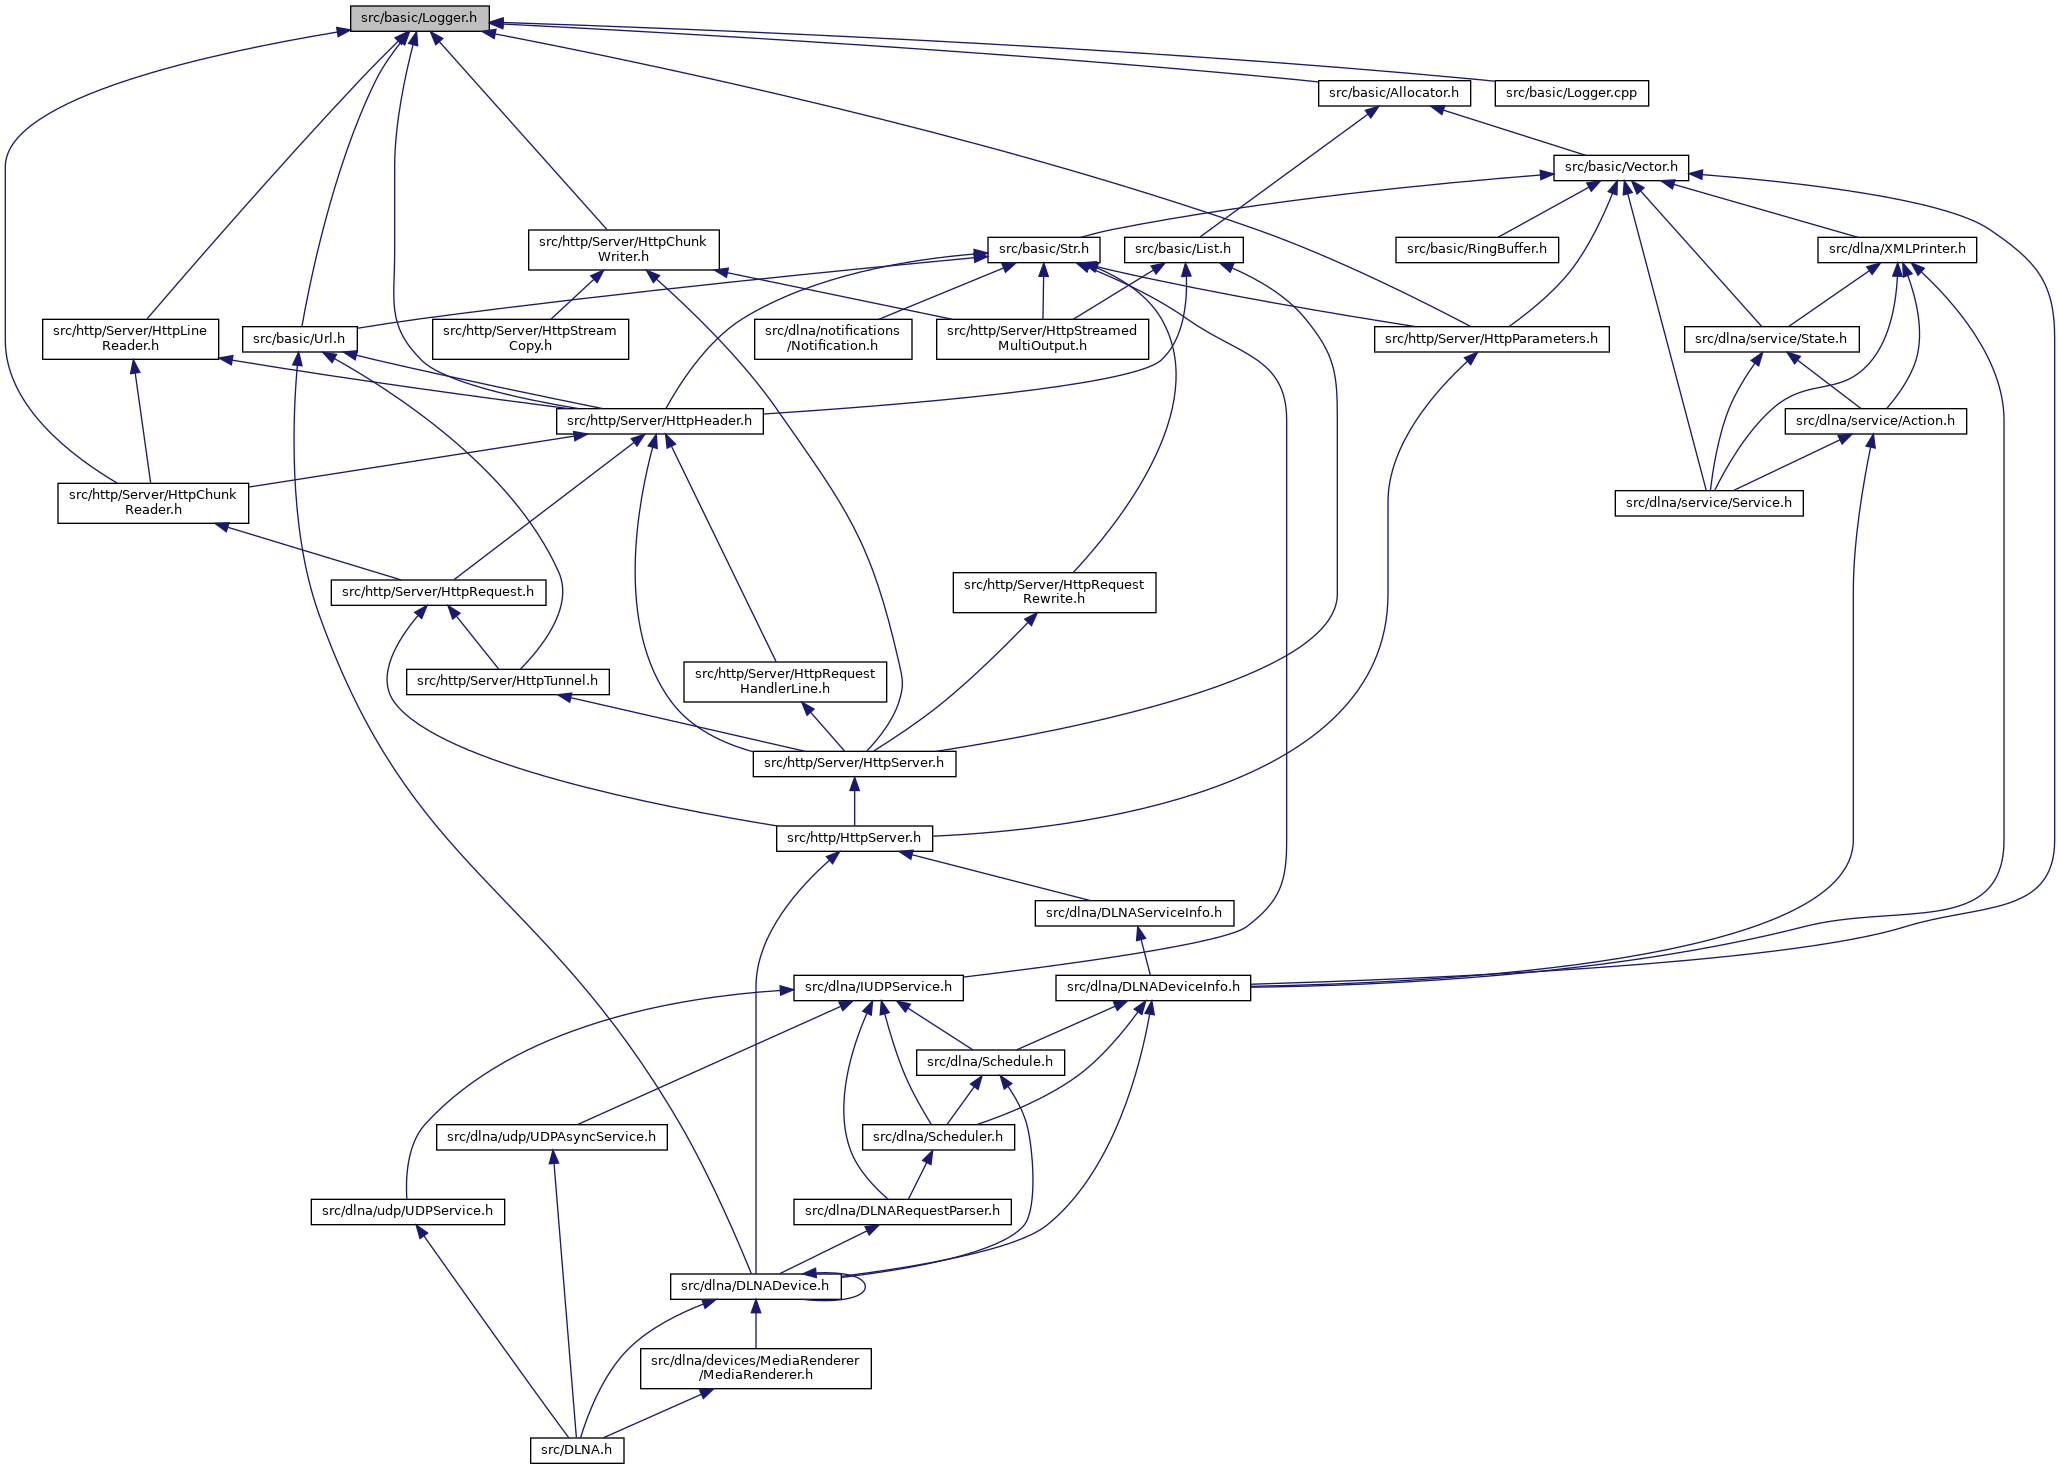 src/basic/Logger.h
src/basic/Allocator.h
src/basic/Logger.cpp
src/basic/Vector.h
src/http/Server/HttpChunk
Writer.h
src/basic/Str.h
src/basic/List.h
src/basic/RingBuffer.h
src/dlna/XMLPrinter.h
src/http/Server/HttpLine
Reader.h
src/basic/Url.h
src/http/Server/HttpStream
Copy.h
src/dlna/notifications
/Notification.h
src/http/Server/HttpStreamed
MultiOutput.h
src/http/Server/HttpParameters.h
src/dlna/service/State.h
src/http/Server/HttpHeader.h
src/dlna/service/Action.h
src/http/Server/HttpChunk
Reader.h
src/dlna/service/Service.h
src/http/Server/HttpRequest.h
src/http/Server/HttpRequest
Rewrite.h
src/http/Server/HttpTunnel.h
src/http/Server/HttpRequest
HandlerLine.h
src/http/Server/HttpServer.h
src/http/HttpServer.h
src/dlna/DLNAServiceInfo.h
src/dlna/IUDPService.h
src/dlna/DLNADeviceInfo.h
src/dlna/Schedule.h
src/dlna/udp/UDPAsyncService.h
src/dlna/Scheduler.h
src/dlna/udp/UDPService.h
src/dlna/DLNARequestParser.h
src/dlna/DLNADevice.h
src/dlna/devices/MediaRenderer
/MediaRenderer.h
src/DLNA.h